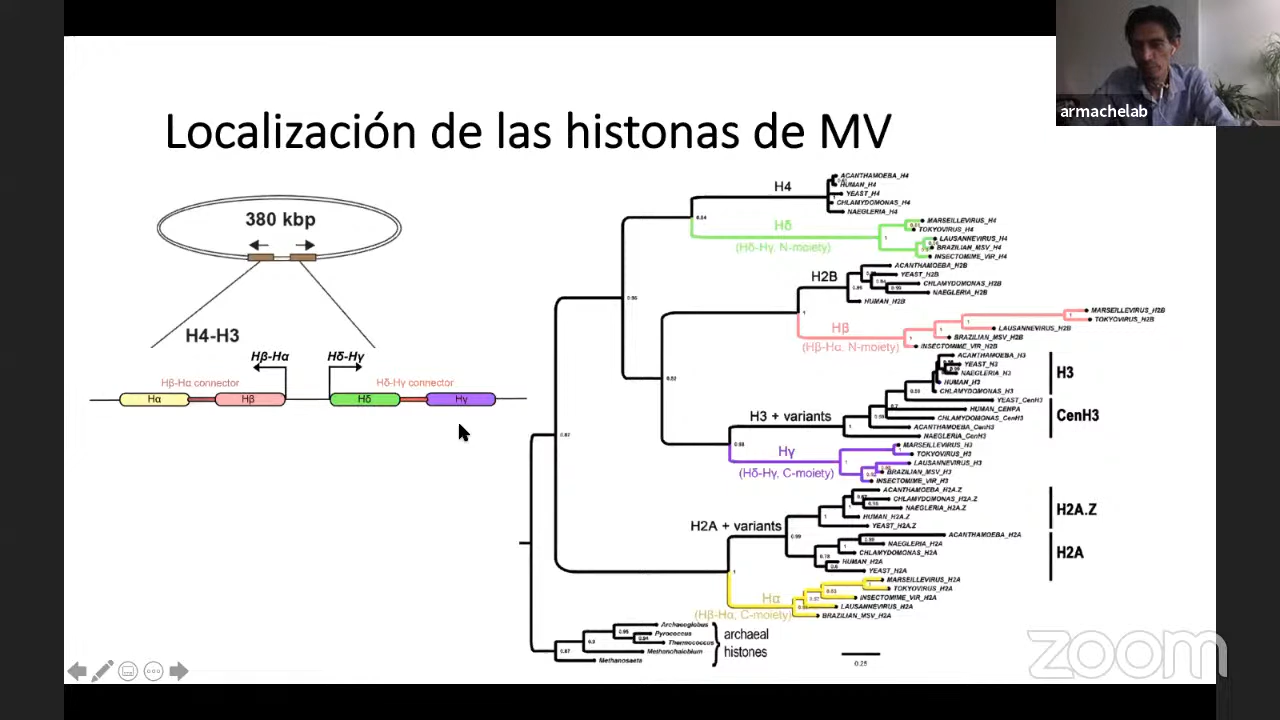 armachelab
Localización de las histonas de MV
380 kbp
H4-H3
Hβ-Hα
Hδ-Hγ
Hβ-Hα connector
Hδ-Hγ connector
Hα
Hβ
Hδ
Hγ
H4
ACANTHAMOEBA_H4
HUMAN_H4
YEAST_H4
CHLAMYDOMONAS_H4
NAEGLERIA_H4
Hδ
(Hδ-Hγ, N-moiety)
MARSEILLEVIRUS_H4
TOKYOVIRUS_H4
LAUSANNEVIRUS_H4
BRAZILIAN_MSV_H4
INSECTOMIME_VIR_H4
H2B
ACANTHAMOEBA_H2B
YEAST_H2B
CHLAMYDOMONAS_H2B
NAEGLERIA_H2B
HUMAN_H2B
Hβ
(Hβ-Hα, N-moiety)
MARSEILLEVIRUS_H2B
TOKYOVIRUS_H2B
LAUSANNEVIRUS_H2B
BRAZILIAN_MSV_H2B
INSECTOMIME_VIR_H2B
H3 + variants
ACANTHAMOEBA_H3
YEAST_H3
NAEGLERIA_H3
HUMAN_H3
CHLAMYDOMONAS_H3
YEAST_CenH3
HUMAN_CENPA
CHLAMYDOMONAS_CenH3
ACANTHAMOEBA_CenH3
NAEGLERIA_CenH3
H3
CenH3
Hγ
(Hδ-Hγ, C-moiety)
MARSEILLEVIRUS_H3
TOKYOVIRUS_H3
LAUSANNEVIRUS_H3
BRAZILIAN_MSV_H3
INSECTOMIME_VIR_H3
H2A + variants
ACANTHAMOEBA_H2A.Z
CHLAMYDOMONAS_H2A.Z
NAEGLERIA_H2A.Z
HUMAN_H2A.Z
YEAST_H2A.Z
ACANTHAMOEBA_H2A
NAEGLERIA_H2A
CHLAMYDOMONAS_H2A
HUMAN_H2A
YEAST_H2A
H2A.Z
H2A
Hα
(Hβ-Hα, C-moiety)
MARSEILLEVIRUS_H2A
TOKYOVIRUS_H2A
INSECTOMIME_VIR_H2A
LAUSANNEVIRUS_H2A
BRAZILIAN_MSV_H2A
Archaeoglobus
Pyrococcus
Thermococcus
Methanohalobium
Methanosaeta
archaeal
histones
0.25
zoom